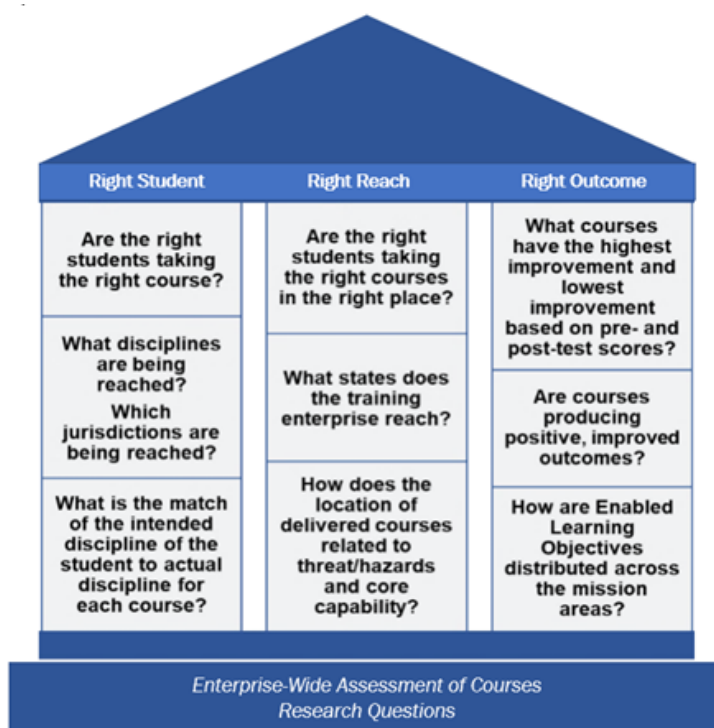 Right Student
Right Reach
Right Outcome
Are the right
students taking
the right course?
What disciplines
are being
reached?
Which
jurisdictions are
being reached?
What is the match
of the intended
discipline of the
student to actual
discipline for
each course?
Are the right
students taking
the right courses
in the right place?
What states does
the training
enterprise reach?
How does the
location of
delivered courses
related to
threat/hazards
and core
capability?
What courses
have the highest
improvement and
lowest
improvement
based on pre- and
post-test scores?
Are courses
producing
positive, improved
outcomes?
How are Enabled
Learning
Objectives
distributed across
the mission
areas?
Enterprise-Wide Assessment of Courses
Research Questions